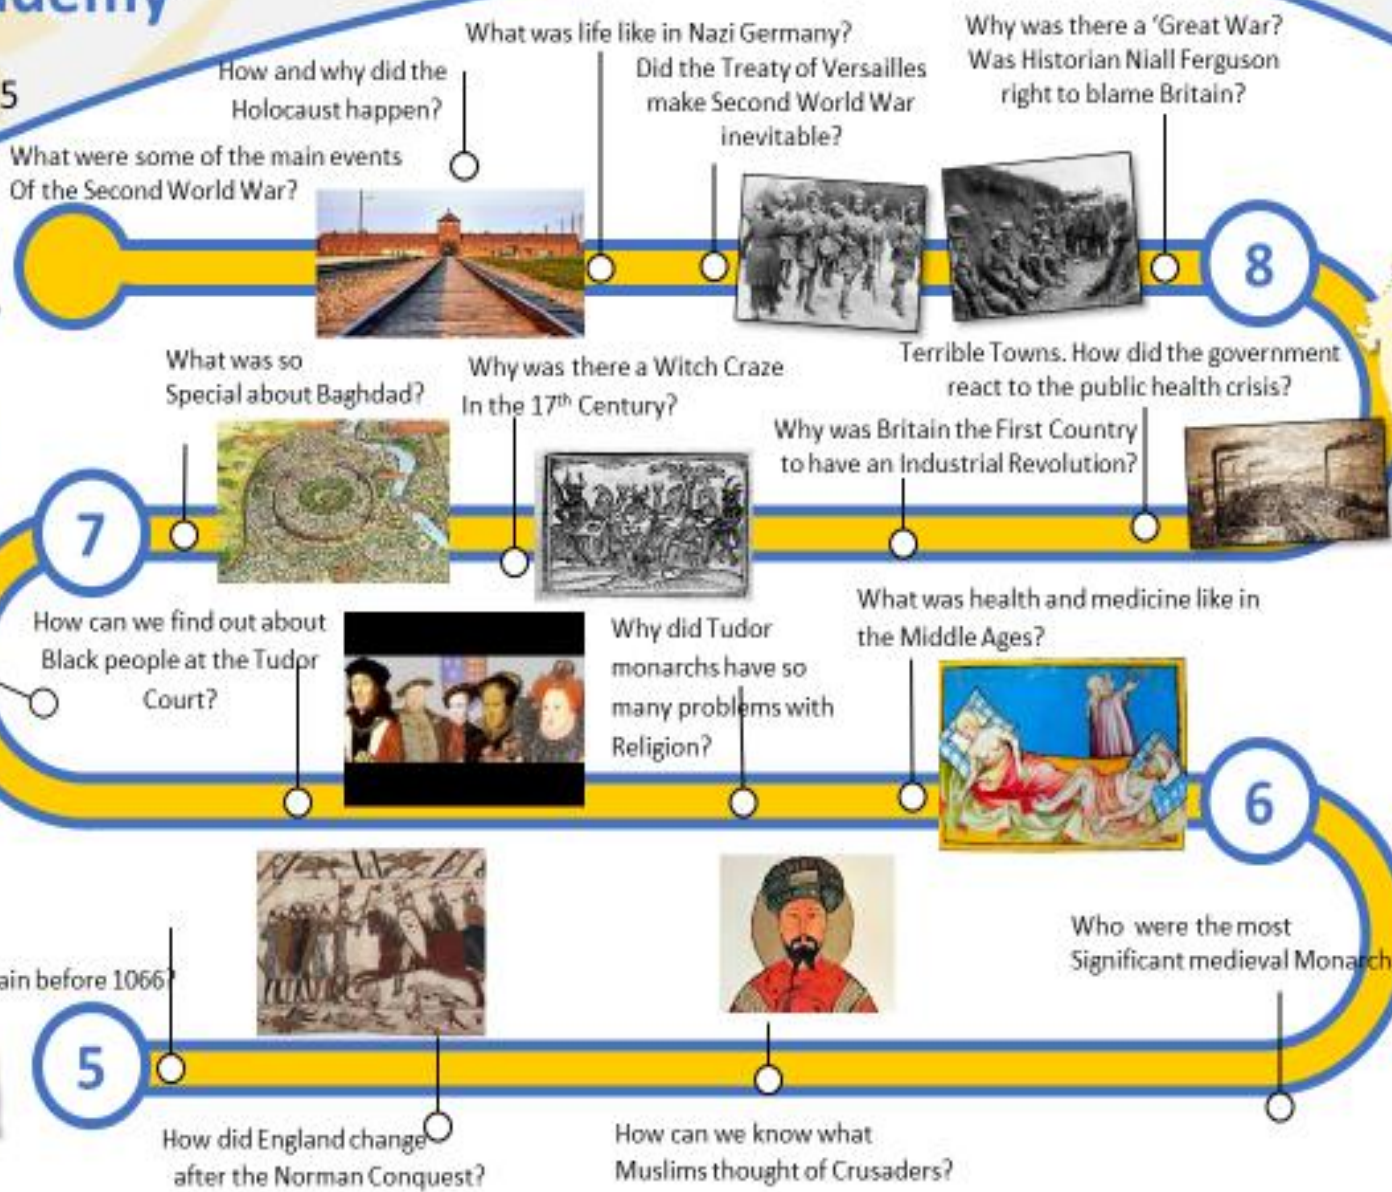 What was life like in Nazi Germany?
Why was there a ‘Great War?
Was Historian Niall Ferguson
right to blame Britain?
How and why did the
Holocaust happen?
Did the Treaty of Versailles
make Second World War
inevitable?
5
What were some of the main events
Of the Second World War?
8
What was so
Special about Baghdad?
Why was there a Witch Craze
In the 17th Century?
Terrible Towns. How did the government
react to the public health crisis?
Why was Britain the First Country
to have an Industrial Revolution?
7
How can we find out about
Black people at the Tudor
Court?
Why did Tudor
monarchs have so
many problems with
Religion?
What was health and medicine like in
the Middle Ages?
6
Who were the most
Significant medieval Monarch
before 1066?
5
How did England change
after the Norman Conquest?
How can we know what
Muslims thought of Crusaders?